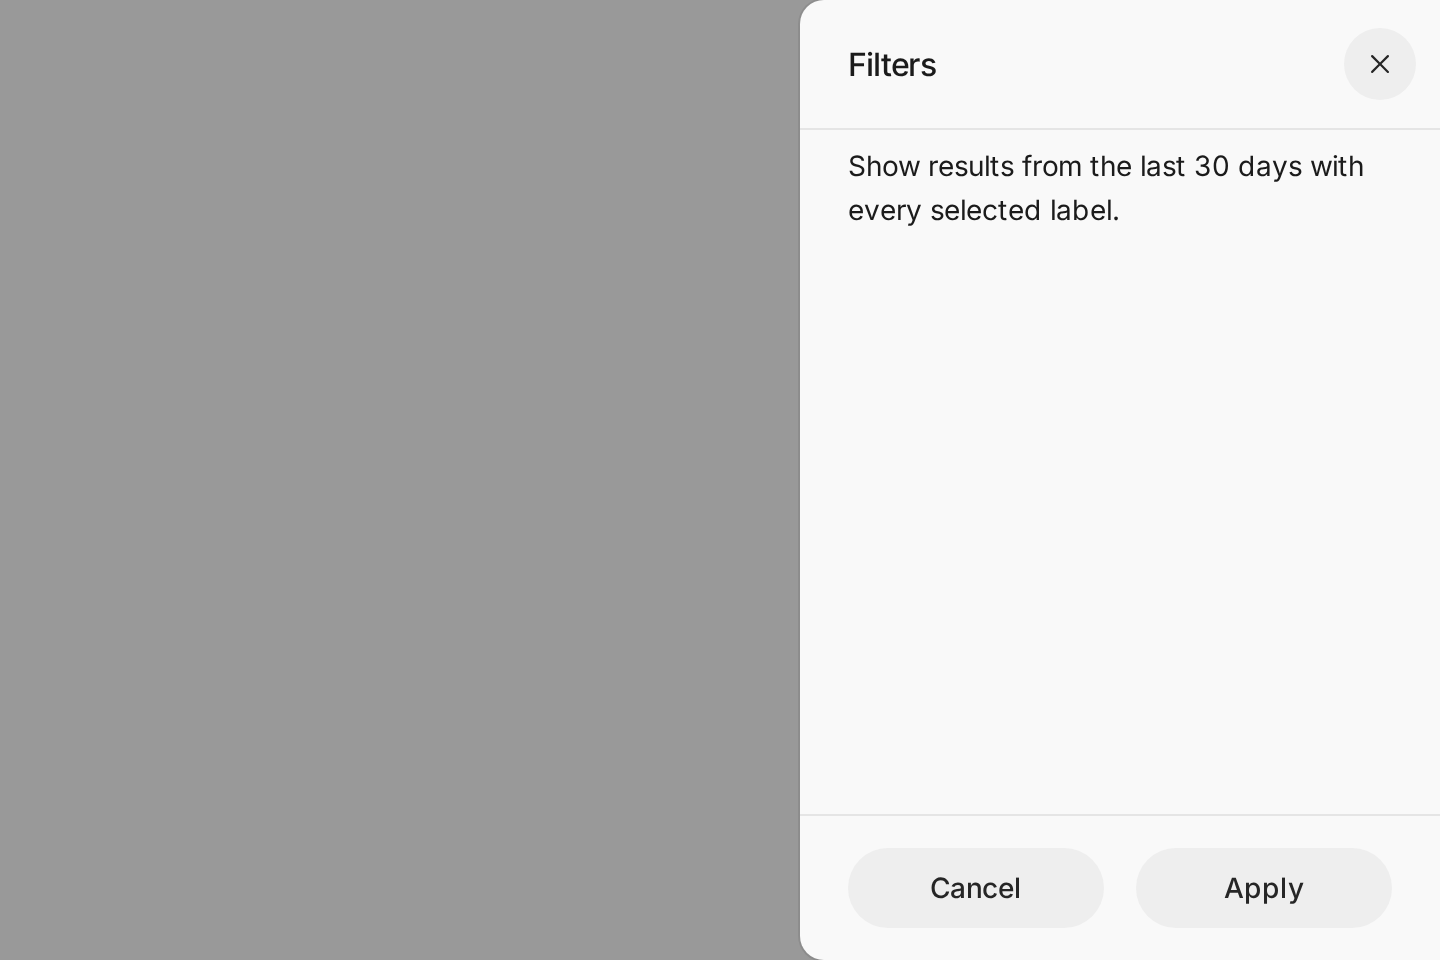 Filters
Show results from the last 30 days with
every selected label.
Cancel
Apply